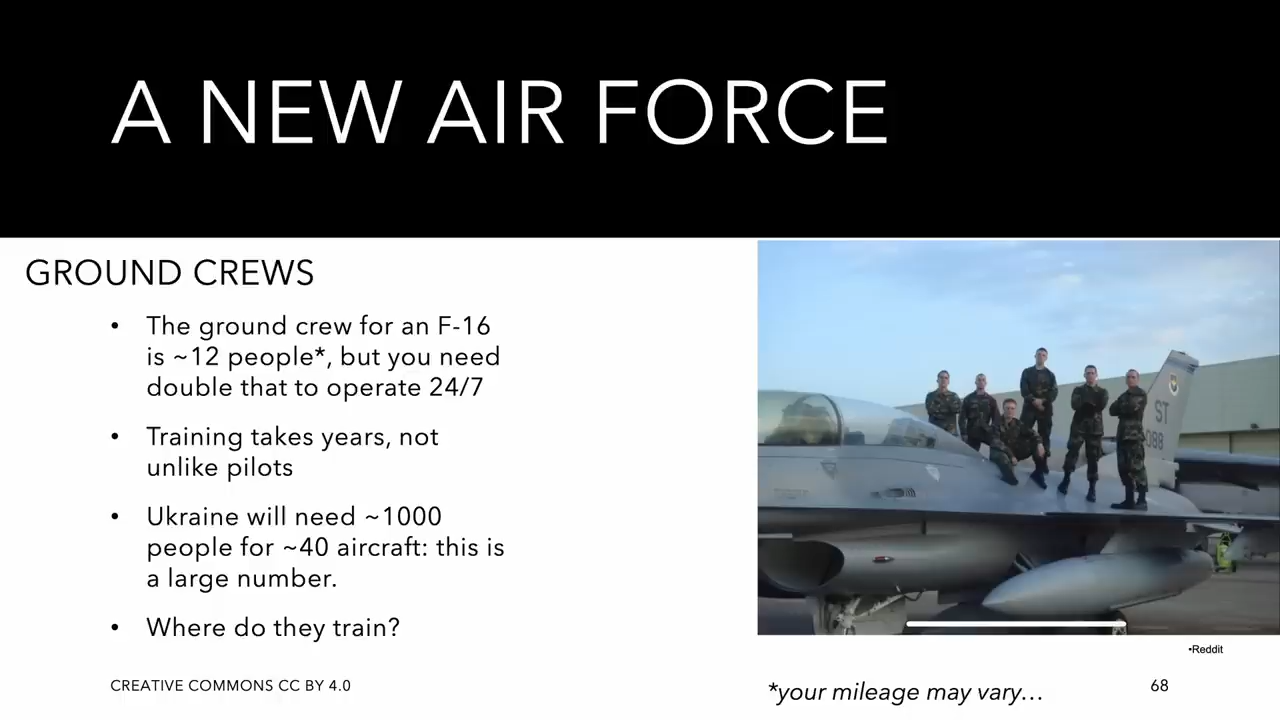 A NEW AIR FORCE
GROUND CREWS
• The ground crew for an F-16
is ~12 people*, but you need
double that to operate 24/7
• Training takes years, not
unlike pilots
• Ukraine will need ~1000
people for ~40 aircraft: this is
a large number.
• Where do they train?
ST
088
•Reddit
CREATIVE COMMONS CC BY 4.0
*your mileage may vary…
68